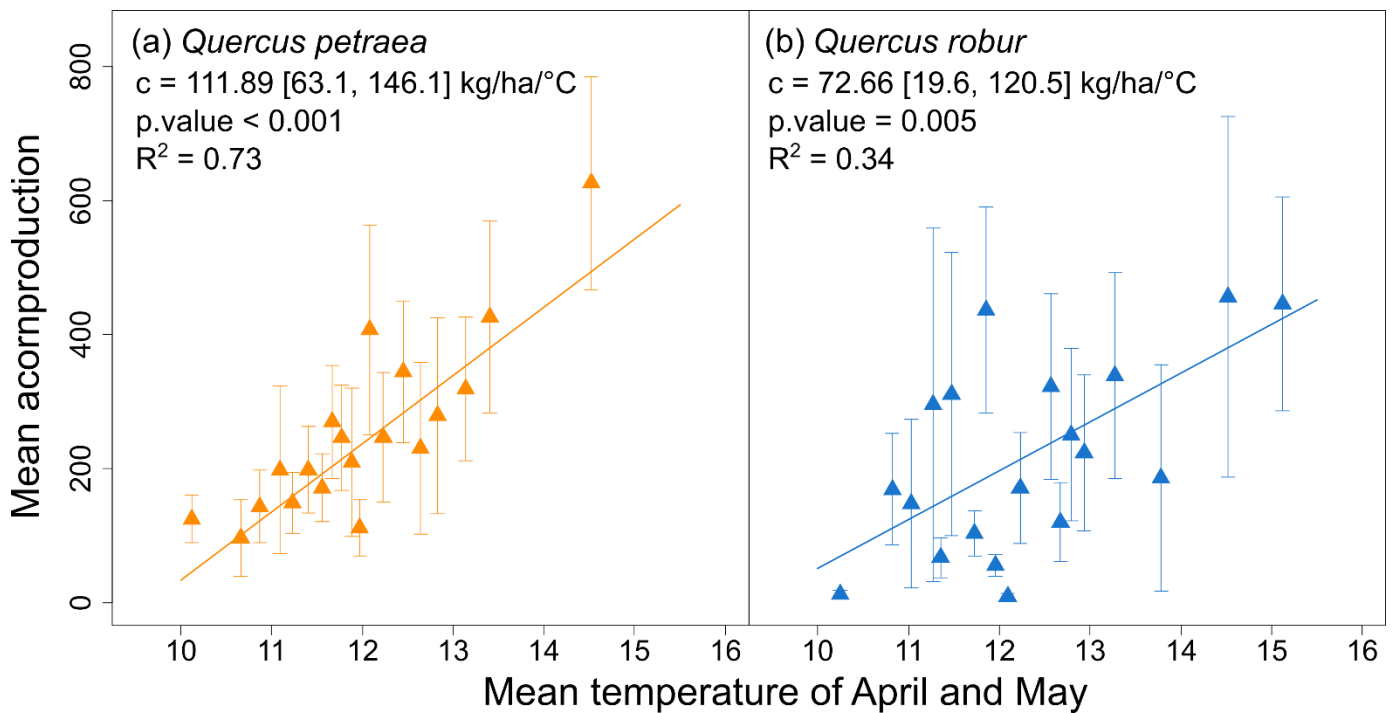 (a) Quercus petraea
c = 111.89 [63.1, 146.1] kg/ha/°C
p.value < 0.001
R² = 0.73
(b) Quercus robur
c = 72.66 [19.6, 120.5] kg/ha/°C
p.value = 0.005
R² = 0.34
Mean acornproduction
800
600
400
200
0
10 11 12 13 14 15 16
10 11 12 13 14 15 16
Mean temperature of April and May